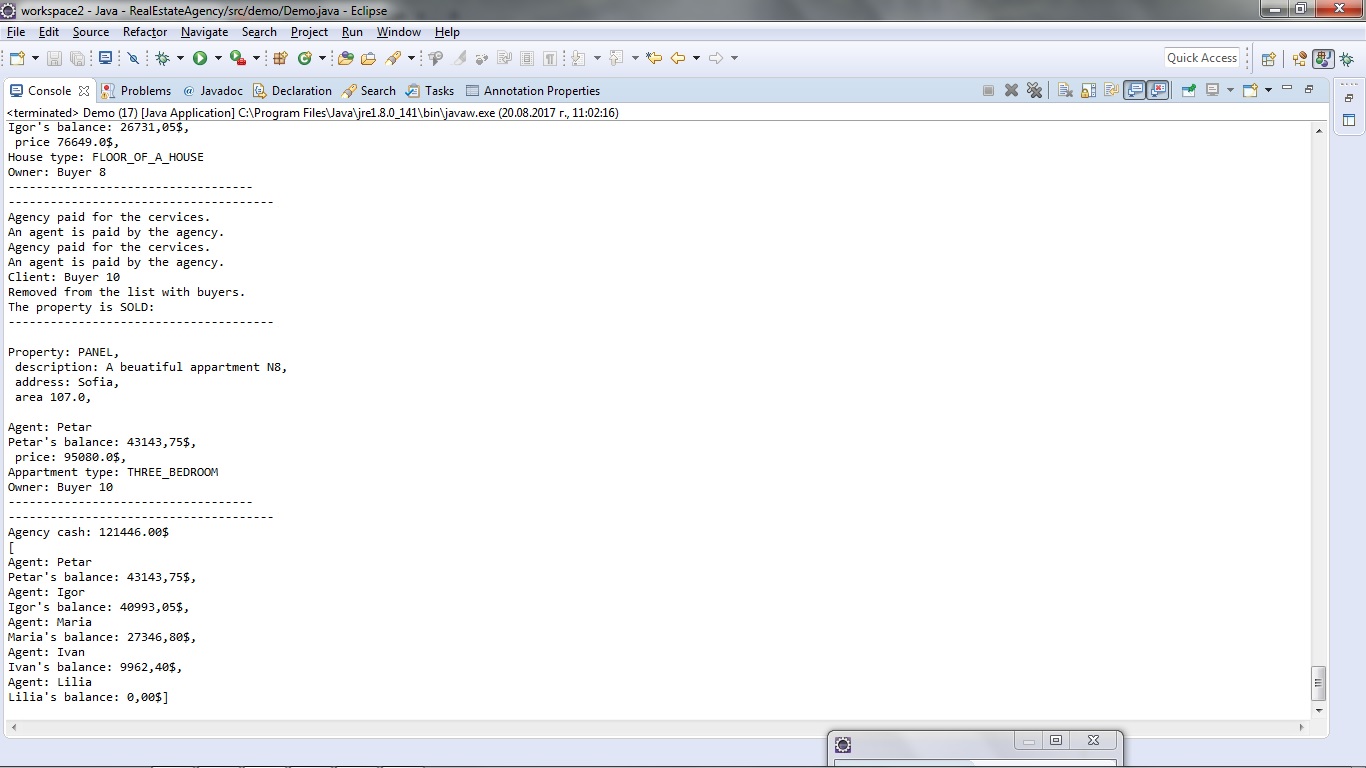 workspace2 - Java - RealEstateAgency/src/demo/Demo.java - Eclipse
File Edit Source Refactor Navigate Search Project Run Window Help
Quick Access
Console Problems @ Javadoc Declaration Search Tasks Annotation Properties
<terminated> Demo (17) [Java Application] C:\Program Files\Java\jre1.8.0_141\bin\javaw.exe (20.08.2017 г., 11:02:16)
Igor's balance: 26731,05$,
 price 76649.0$,
House type: FLOOR_OF_A_HOUSE
Owner: Buyer 8
-----------------------------------
--------------------------------------
Agency paid for the cervices.
An agent is paid by the agency.
Agency paid for the cervices.
An agent is paid by the agency.
Client: Buyer 10
Removed from the list with buyers.
The property is SOLD:
--------------------------------------
Property: PANEL,
 description: A beuatiful appartment N8,
 address: Sofia,
 area 107.0,
Agent: Petar
Petar's balance: 43143,75$,
 price: 95080.0$,
Appartment type: THREE_BEDROOM
Owner: Buyer 10
-----------------------------------
--------------------------------------
Agency cash: 121446.00$
[
Agent: Petar
Petar's balance: 43143,75$,
Agent: Igor
Igor's balance: 40993,05$,
Agent: Maria
Maria's balance: 27346,80$,
Agent: Ivan
Ivan's balance: 9962,40$,
Agent: Lilia
Lilia's balance: 0,00$]